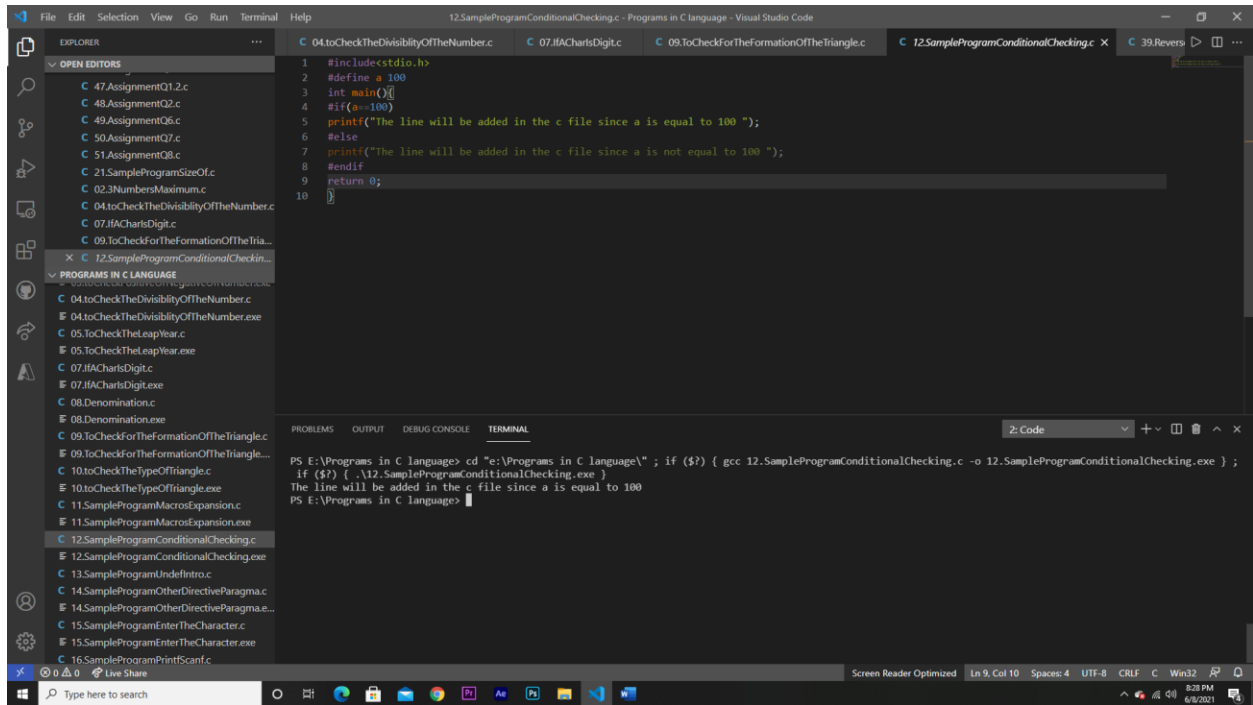 File Edit Selection View Go Run Terminal Help
12.SampleProgramConditionalChecking.c - Programs in C language - Visual Studio Code
EXPLORER
C 04.toCheckTheDivisiblityOfTheNumber.c
C 07.IfACharIsDigit.c
C 09.ToCheckForTheFormationOfTheTriangle.c
C 12.SampleProgramConditionalChecking.c
C 39.Revers
OPEN EDITORS
C 47.AssignmentQ1.2.c
C 48.AssignmentQ2.c
C 49.AssignmentQ6.c
C 50.AssignmentQ7.c
C 51.AssignmentQ8.c
C 21.SampleProgramSizeOf.c
C 02.3NumbersMaximum.c
C 04.toCheckTheDivisiblityOfTheNumber.c
C 07.IfACharIsDigit.c
C 09.ToCheckForTheFormationOfTheTria...
C 12.SampleProgramConditionalCheckin...
PROGRAMS IN C LANGUAGE
C 04.toCheckTheDivisiblityOfTheNumber.c
04.toCheckTheDivisiblityOfTheNumber.exe
C 05.ToCheckTheLeapYear.c
05.ToCheckTheLeapYear.exe
C 07.IfACharIsDigit.c
07.IfACharIsDigit.exe
C 08.Denomination.c
08.Denomination.exe
C 09.ToCheckForTheFormationOfTheTriangle.c
09.ToCheckForTheFormationOfTheTriangle....
C 10.toCheckTheTypeOfTriangle.c
10.toCheckTheTypeOfTriangle.exe
C 11.SampleProgramMacrosExpansion.c
11.SampleProgramMacrosExpansion.exe
C 12.SampleProgramConditionalChecking.c
12.SampleProgramConditionalChecking.exe
C 13.SampleProgramUndefIntro.c
C 14.SampleProgramOtherDirectiveParagma.c
14.SampleProgramOtherDirectiveParagma.e...
C 15.SampleProgramEnterTheCharacter.c
15.SampleProgramEnterTheCharacter.exe
C 16.SampleProgramPrintfScanf.c
1 #include<stdio.h>
2 #define a 100
3 int main(){
4 #if(a==100)
5 printf("The line will be added in the c file since a is equal to 100 ");
6 #else
7 printf("The line will be added in the c file since a is not equal to 100 ");
8 #endif
9 return 0;
10 }
PROBLEMS OUTPUT DEBUG CONSOLE TERMINAL
2: Code
PS E:\Programs in C language> cd "e:\Programs in C language\" ; if ($?) { gcc 12.SampleProgramConditionalChecking.c -o 12.SampleProgramConditionalChecking.exe } ;
if ($?) { .\12.SampleProgramConditionalChecking.exe }
The line will be added in the c file since a is equal to 100
PS E:\Programs in C language>
0 0 Live Share
Screen Reader Optimized Ln 9, Col 10 Spaces: 4 UTF-8 CRLF C Win32
Type here to search
Pr Ae Ps
8:28 PM
6/8/2021